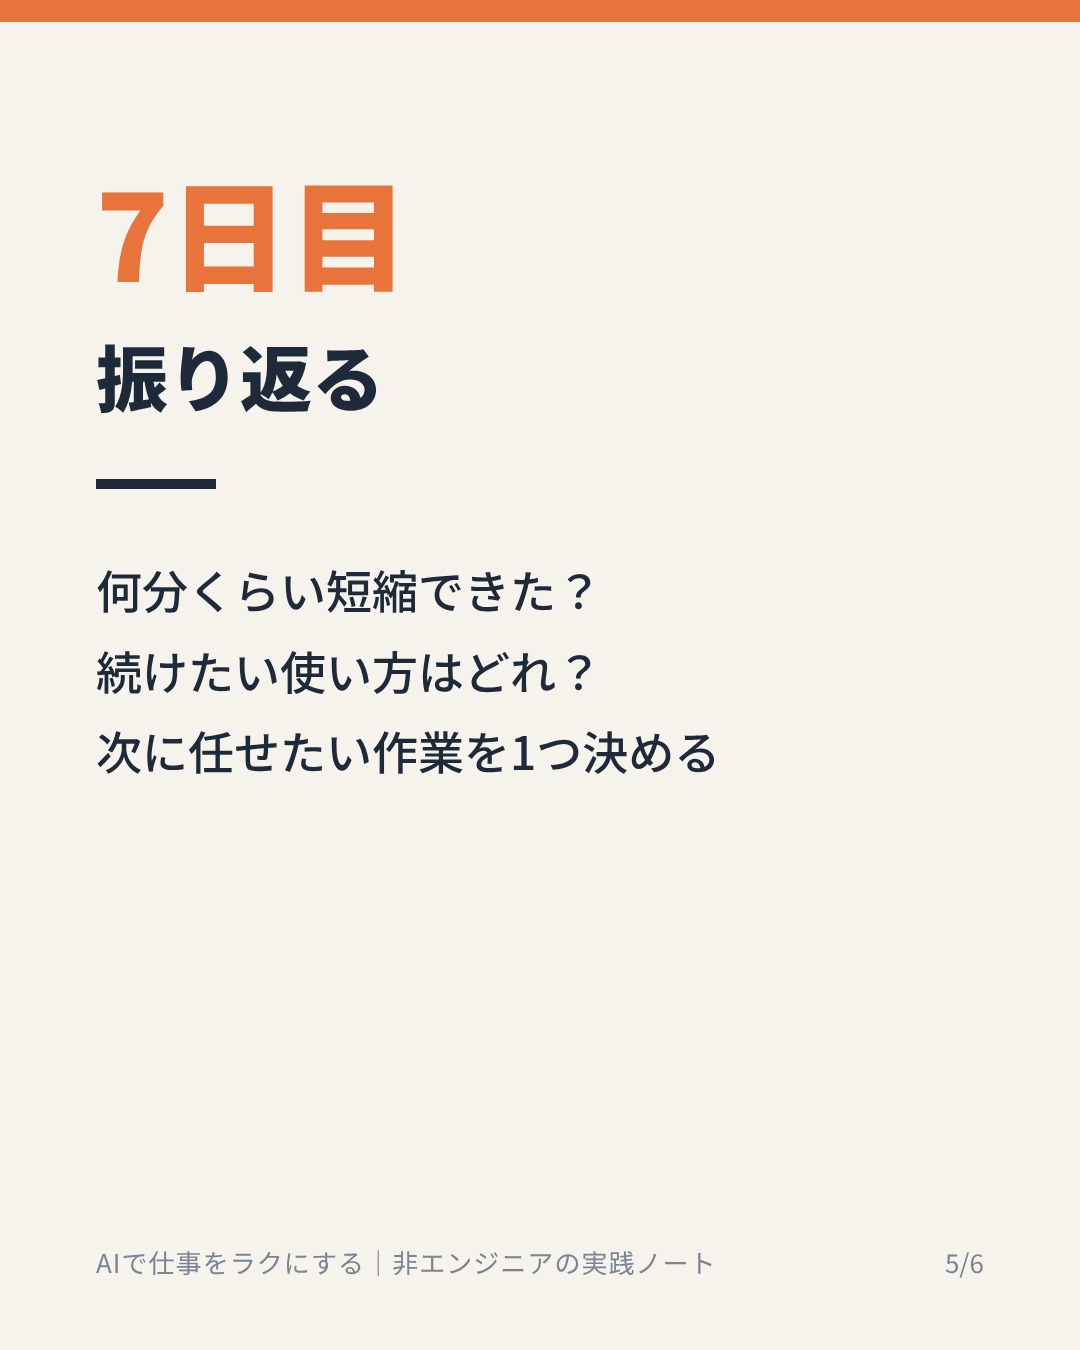 7日目
振り返る
何分くらい短縮できた？
続けたい使い方はどれ？
次に任せたい作業を1つ決める
AIで仕事をラクにする｜非エンジニアの実践ノート
5/6